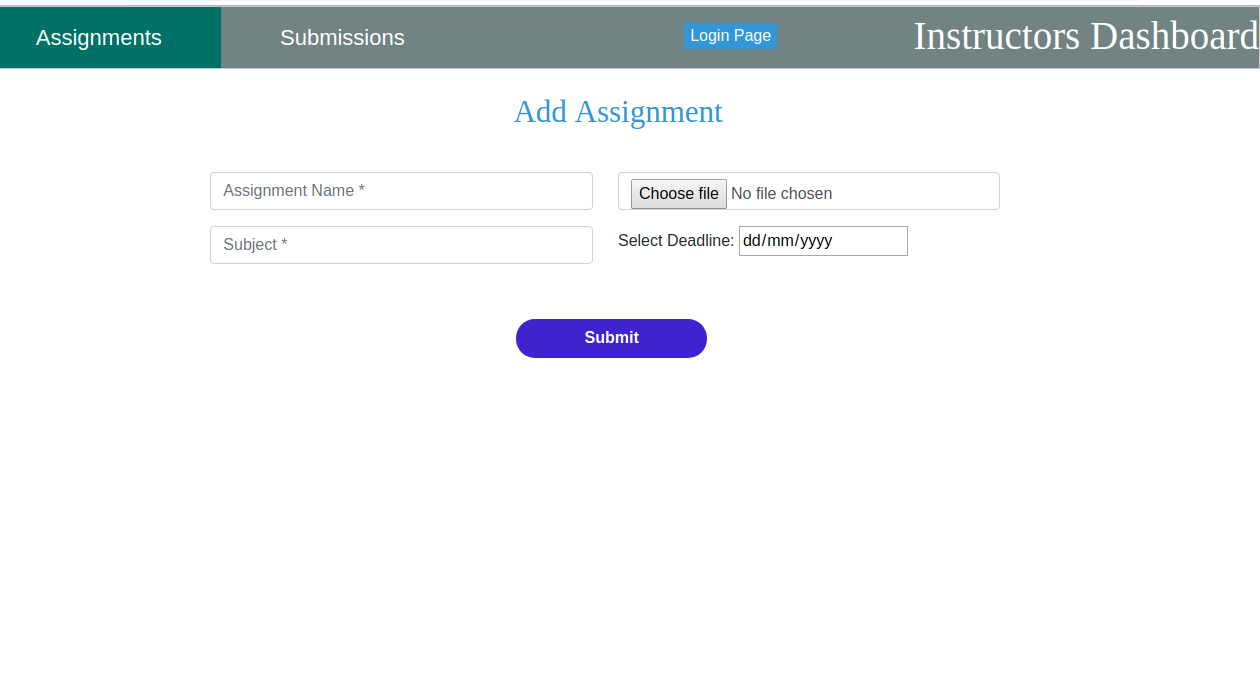 Assignments Submissions Login Page Instructors Dashboard
Add Assignment
Assignment Name * Choose file No file chosen
Subject * Select Deadline: dd/mm/yyyy
Submit